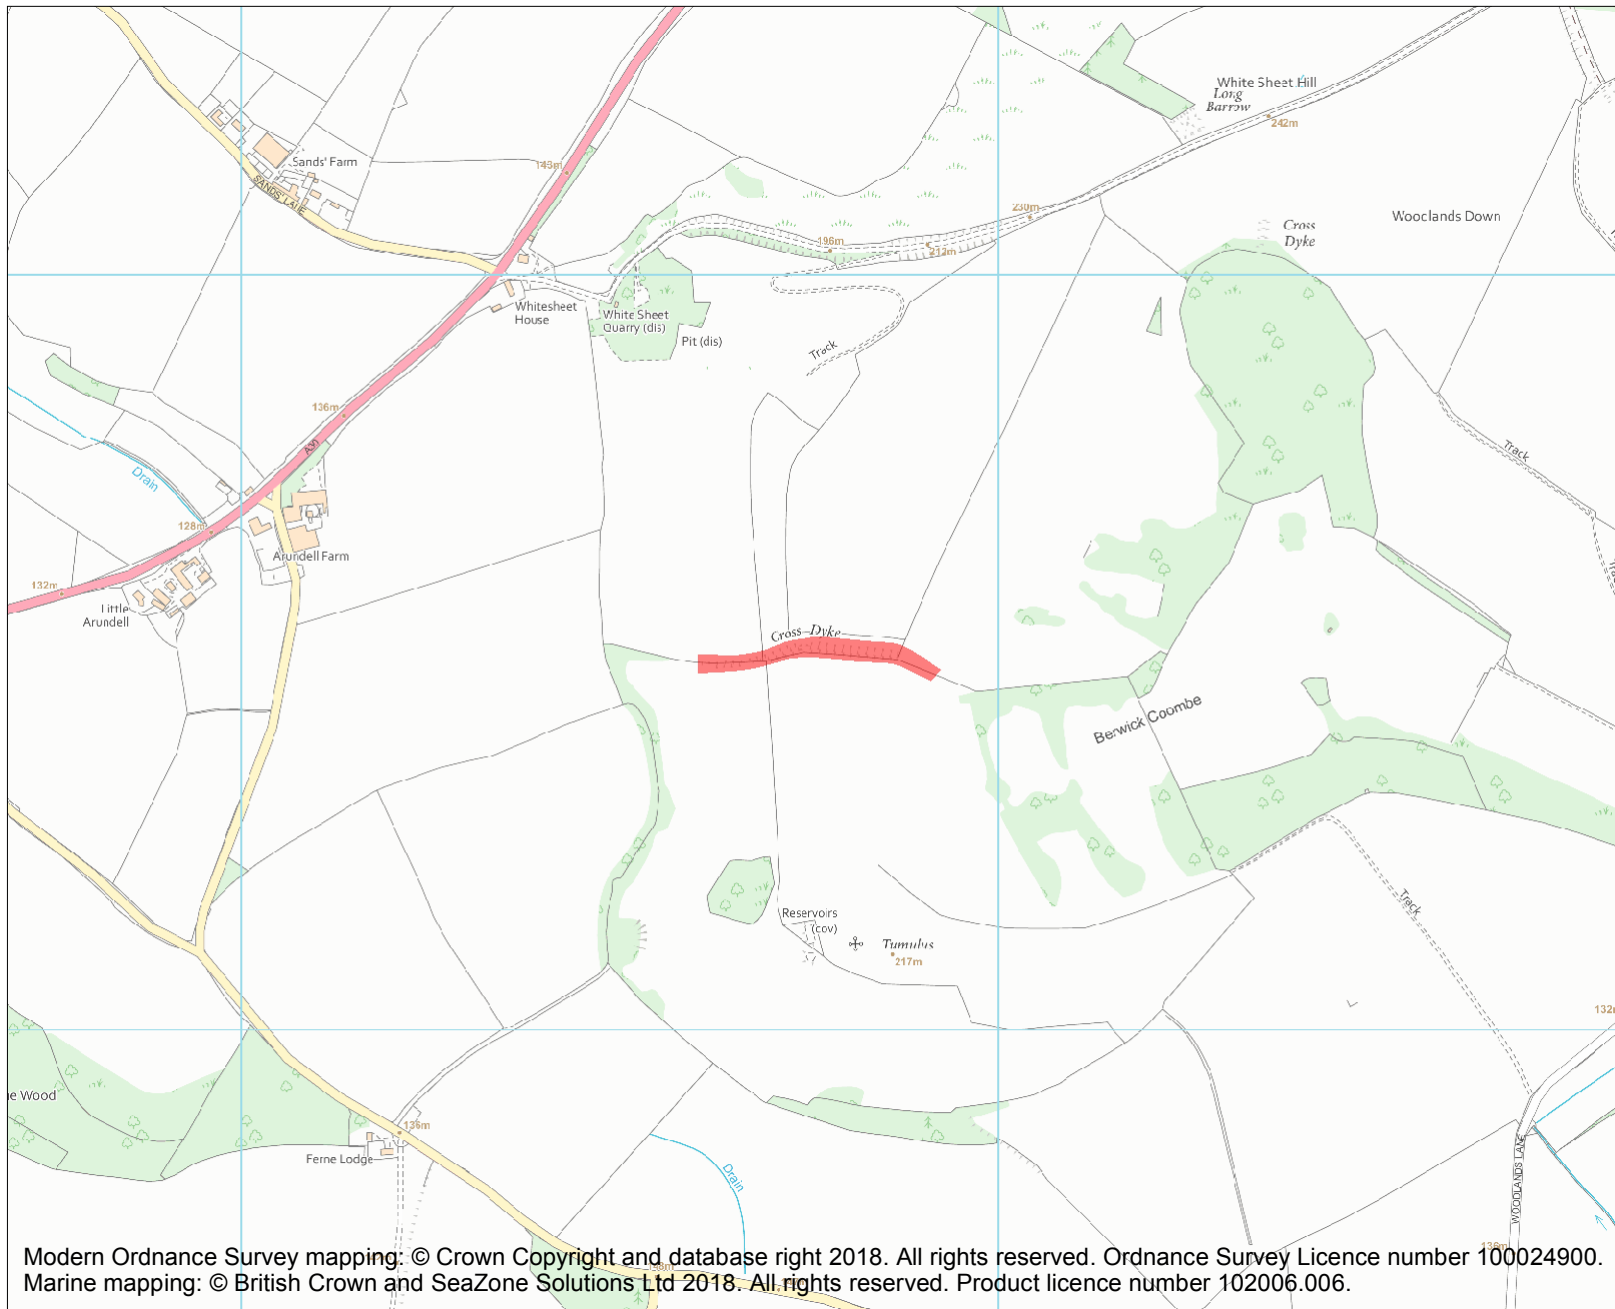 White Sheet Hill
Long
Barrow
242m
143m
Sands' Farm
SANDS' LANE
230m
Cross
Dyke
Wooclands Down
196m
212m
Whitesheet
House
White Sheet
Quarry (dis)
Pit (dis)
Track
136m
A30
Track
Drain
128m
Arundell Farm
132m
Little
Arundell
Cross Dyke
Berwick Coombe
Track
Reservoirs
(cov)
Tumulus
217m
132m
ne Wood
136m
Ferne Lodge
Drain
WOODLANDS LANE
136m
Modern Ordnance Survey mapping: © Crown Copyright and database right 2018. All rights reserved. Ordnance Survey Licence number 100024900.
Marine mapping: © British Crown and SeaZone Solutions Ltd 2018. All rights reserved. Product licence number 102006.006.